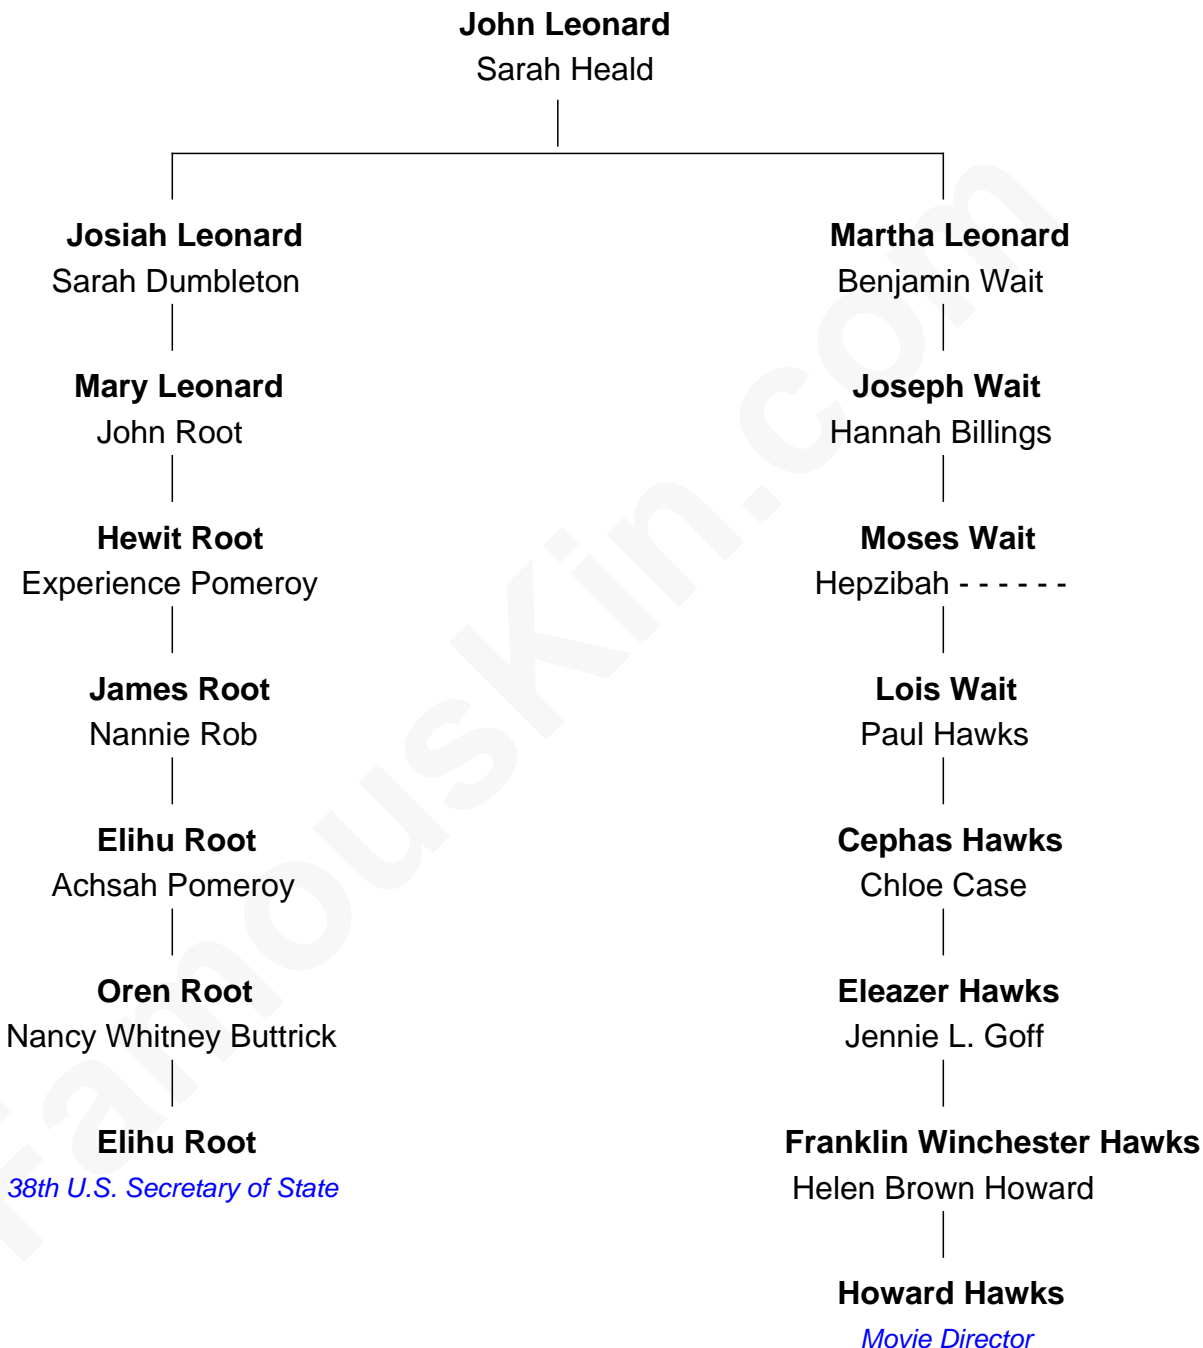 John Leonard
Sarah Heald
Josiah Leonard
Sarah Dumbleton
Martha Leonard
Benjamin Wait
Mary Leonard
John Root
Joseph Wait
Hannah Billings
Hewit Root
Experience Pomeroy
Moses Wait
Hepzibah - - - - - -
James Root
Nannie Rob
Lois Wait
Paul Hawks
Elihu Root
Achsah Pomeroy
Cephas Hawks
Chloe Case
Oren Root
Nancy Whitney Buttrick
Eleazer Hawks
Jennie L. Goff
Elihu Root
38th U.S. Secretary of State
Franklin Winchester Hawks
Helen Brown Howard
Howard Hawks
Movie Director
FamousKin.com